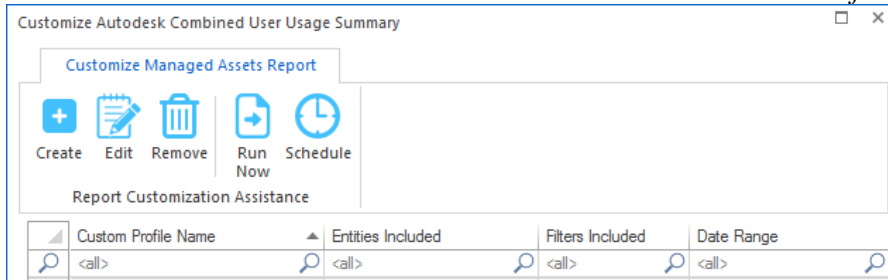 Customize Autodesk Combined User Usage Summary
Customize Managed Assets Report
Create Edit Remove Run Now Schedule
Report Customization Assistance
Custom Profile Name Entities Included Filters Included Date Range
<all> <all> <all> <all>